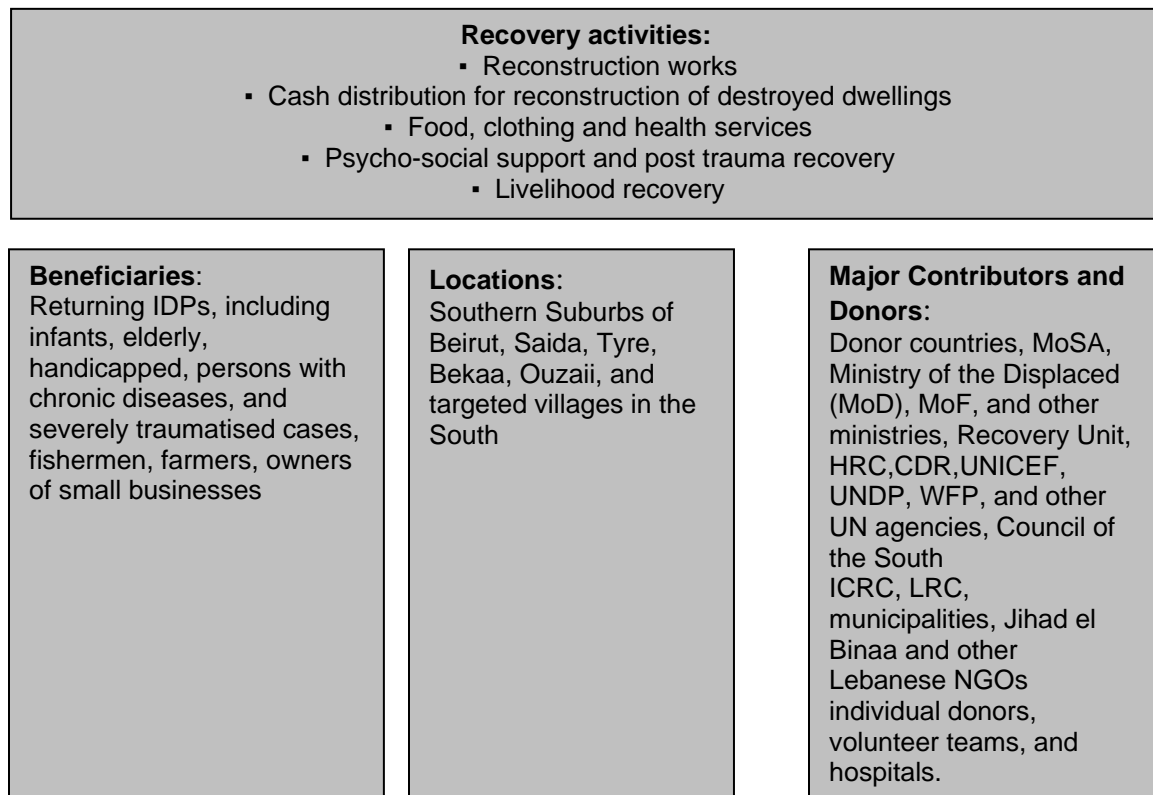 Recovery activities:
▪ Reconstruction works
▪ Cash distribution for reconstruction of destroyed dwellings
▪ Food, clothing and health services
▪ Psycho-social support and post trauma recovery
▪ Livelihood recovery
Beneficiaries:
Returning IDPs, including
infants, elderly,
handicapped, persons with
chronic diseases, and
severely traumatised cases,
fishermen, farmers, owners
of small businesses
Locations:
Southern Suburbs of
Beirut, Saida, Tyre,
Bekaa, Ouzaii, and
targeted villages in the
South
Major Contributors and
Donors:
Donor countries, MoSA,
Ministry of the Displaced
(MoD), MoF, and other
ministries, Recovery Unit,
HRC,CDR,UNICEF,
UNDP, WFP, and other
UN agencies, Council of
the South
ICRC, LRC,
municipalities, Jihad el
Binaa and other
Lebanese NGOs
individual donors,
volunteer teams, and
hospitals.